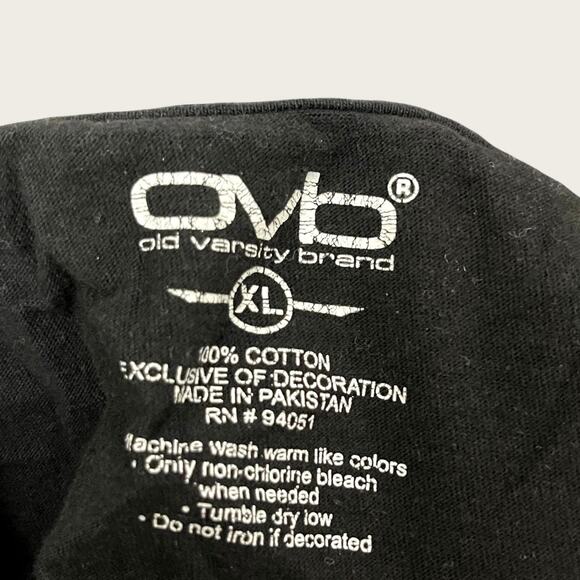 ovb®
old varsity brand
XL
100% COTTON
EXCLUSIVE OF DECORATION
MADE IN PAKISTAN
RN # 94051
Machine wash warm like colors
• Only non-chlorine bleach
when needed
• Tumble dry low
• Do not iron if decorated